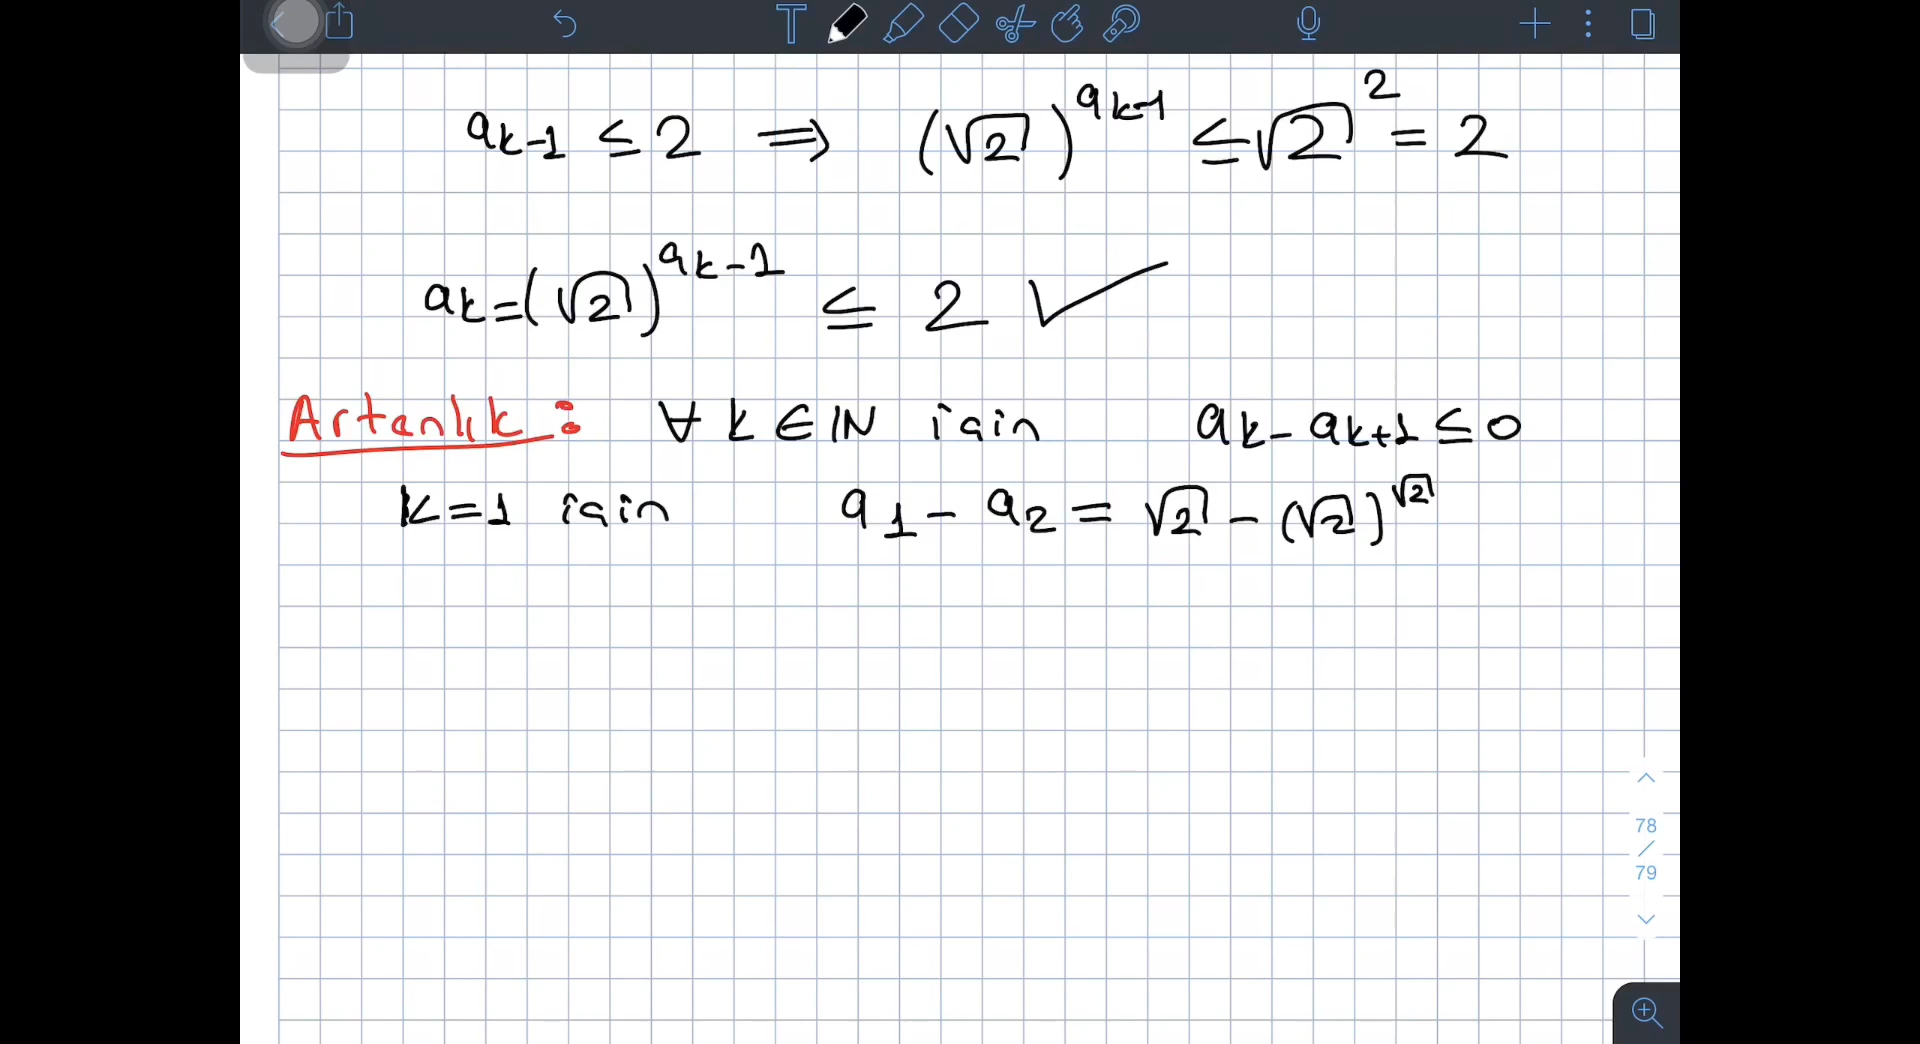 a_{k-1} ≤ 2 ⟹ (√2)^{a_{k-1}} ≤ √2^2 = 2
a_k = (√2)^{a_{k-1}} ≤ 2 ✓
Artanlık: ∀ k ∈ ℕ için a_k - a_{k+1} ≤ 0
k = 1 için a_1 - a_2 = √2 - (√2)^{√2}
78
/
79